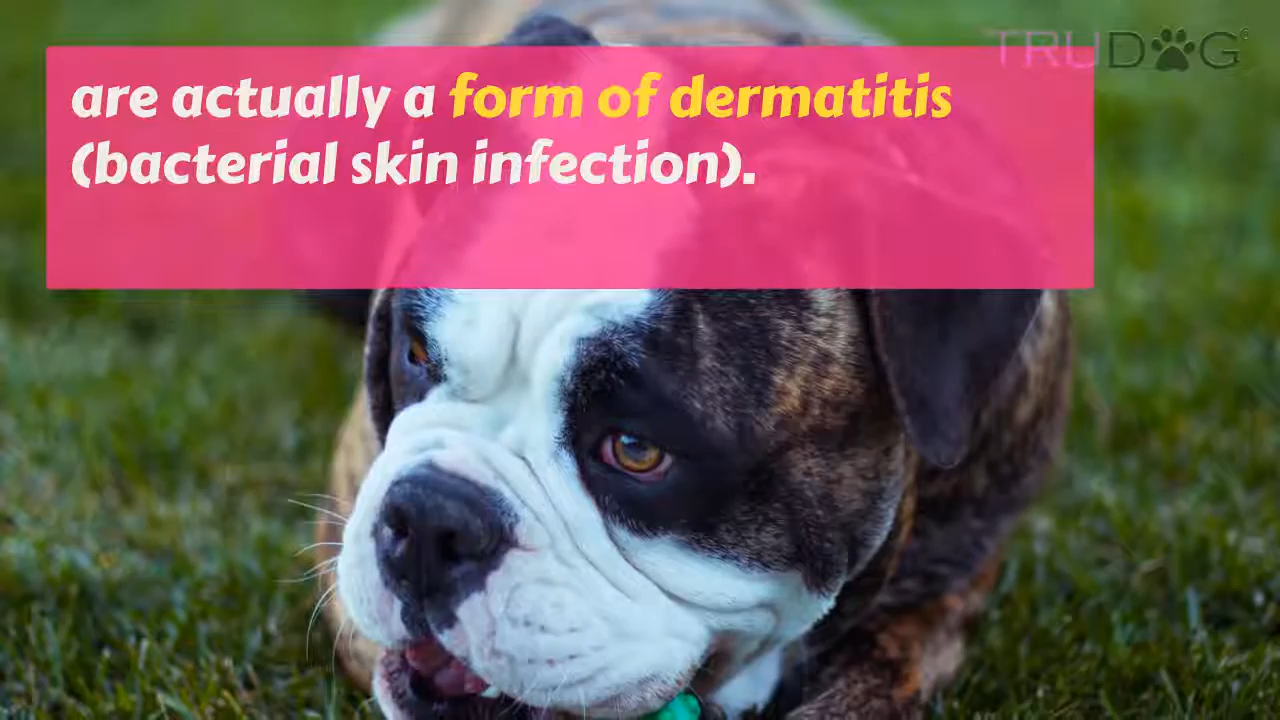 TRUDOG®
are actually a form of dermatitis
(bacterial skin infection).